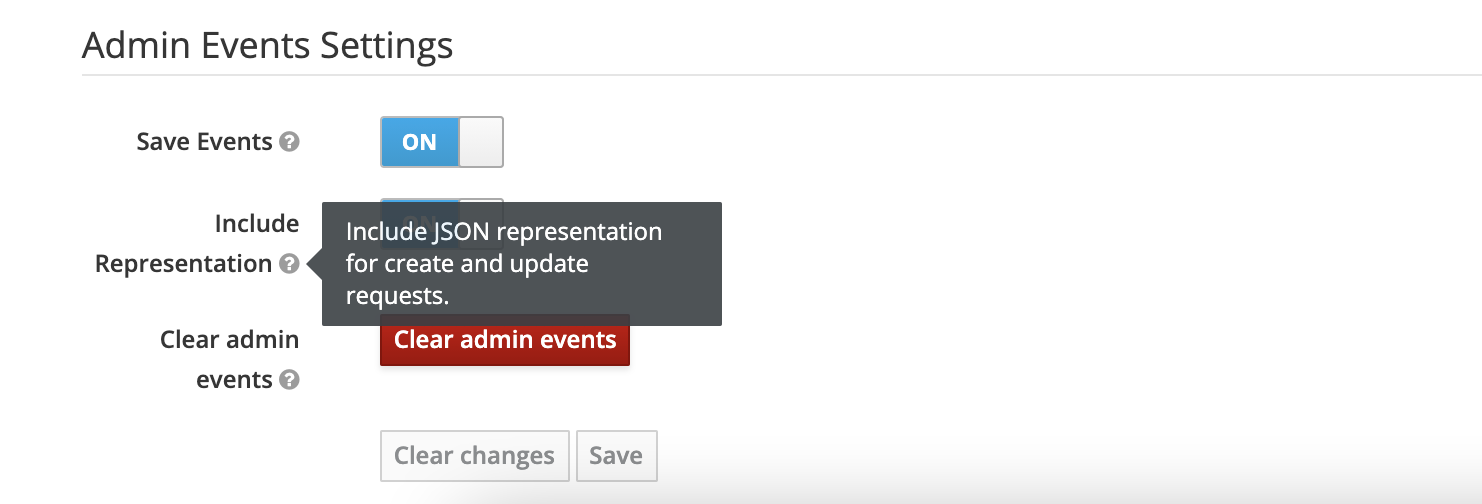 Admin Events Settings
Save Events ?
ON
Include
Representation ?
ON
Include JSON representation
for create and update
requests.
Clear admin
events ?
Clear admin events
Clear changes
Save